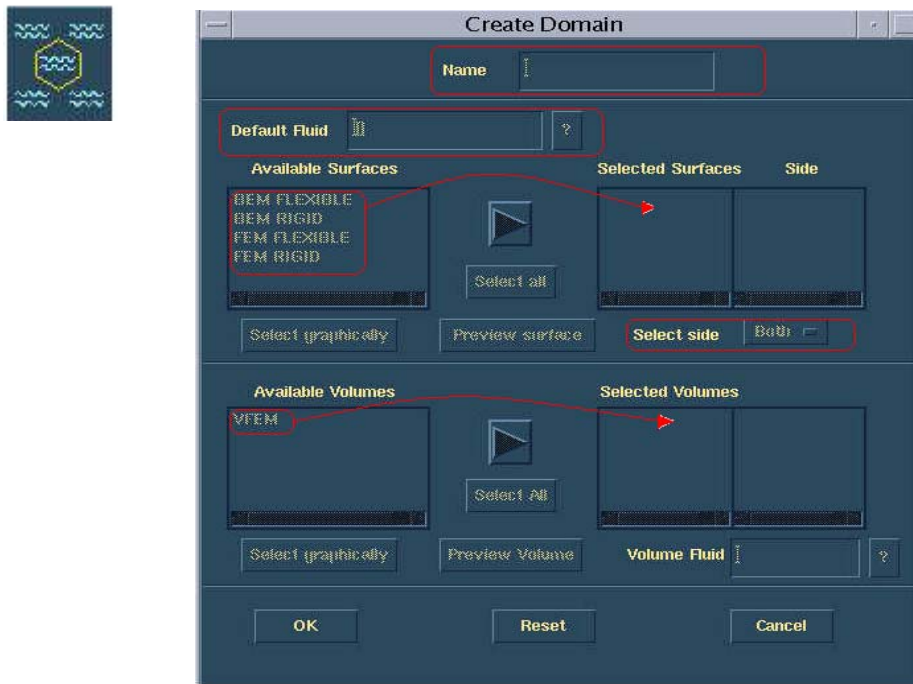 Create Domain
Name
Default Fluid ?
Available Surfaces Selected Surfaces Side
BEM FLEXIBLE
BEM RIGID
FEM FLEXIBLE
FEM RIGID
Select all
Select graphically Preview surface Select side Both
Available Volumes Selected Volumes
VFEM
Select All
Select graphically Preview Volume Volume Fluid ?
OK Reset Cancel